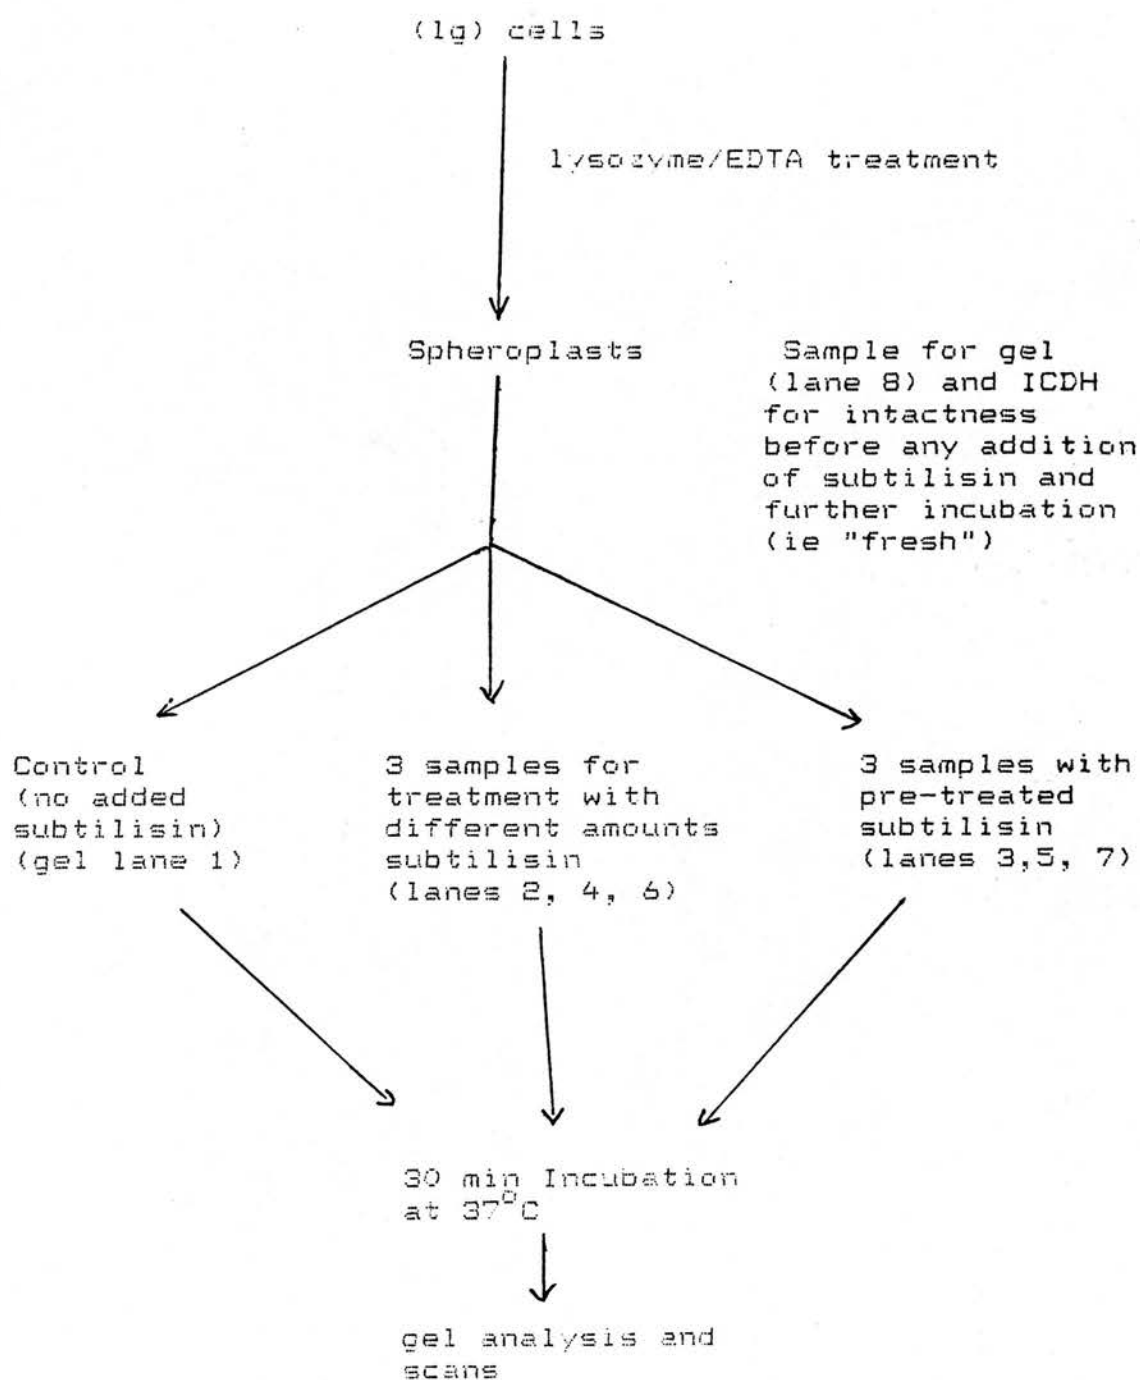 (1g) cells
lysozyme/EDTA treatment
Spheroplasts
Sample for gel
(lane 8) and ICDH
for intactness
before any addition
of subtilisin and
further incubation
(ie "fresh")
Control
(no added
subtilisin)
(gel lane 1)
3 samples for
treatment with
different amounts
subtilisin
(lanes 2, 4, 6)
3 samples with
pre-treated
subtilisin
(lanes 3,5, 7)
30 min Incubation
at 37°C
gel analysis and
scans